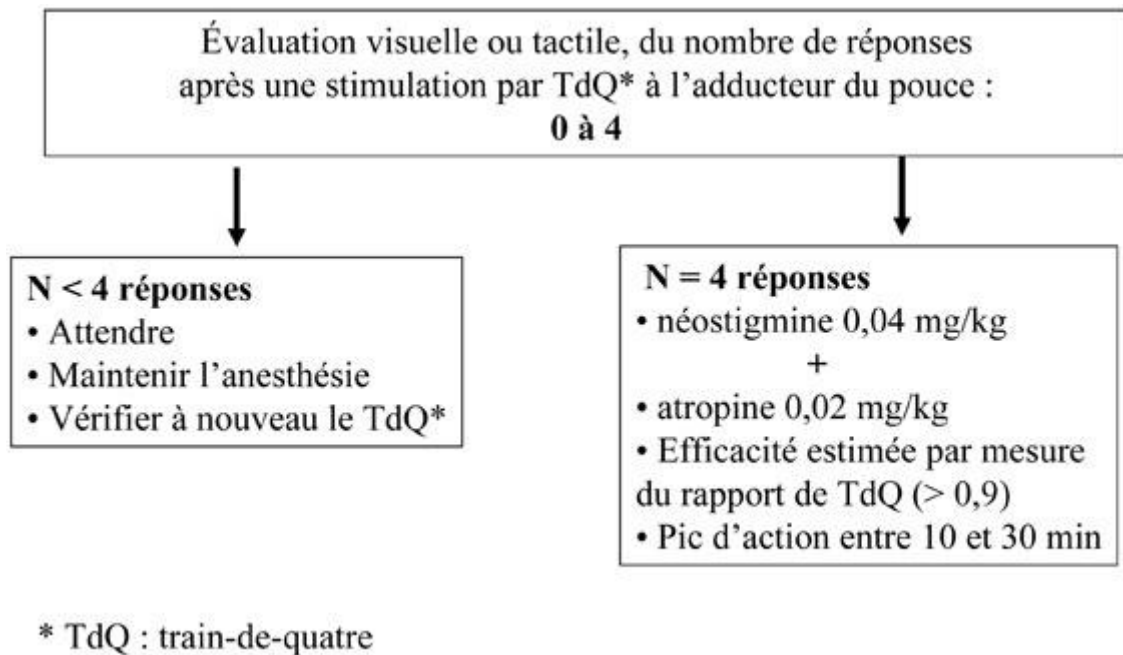 Évaluation visuelle ou tactile, du nombre de réponses
après une stimulation par TdQ* à l'adducteur du pouce :
0 à 4
N < 4 réponses
• Attendre
• Maintenir l'anesthésie
• Vérifier à nouveau le TdQ*
N = 4 réponses
• néostigmine 0,04 mg/kg
+
• atropine 0,02 mg/kg
• Efficacité estimée par mesure
du rapport de TdQ (> 0,9)
• Pic d'action entre 10 et 30 min
* TdQ : train-de-quatre